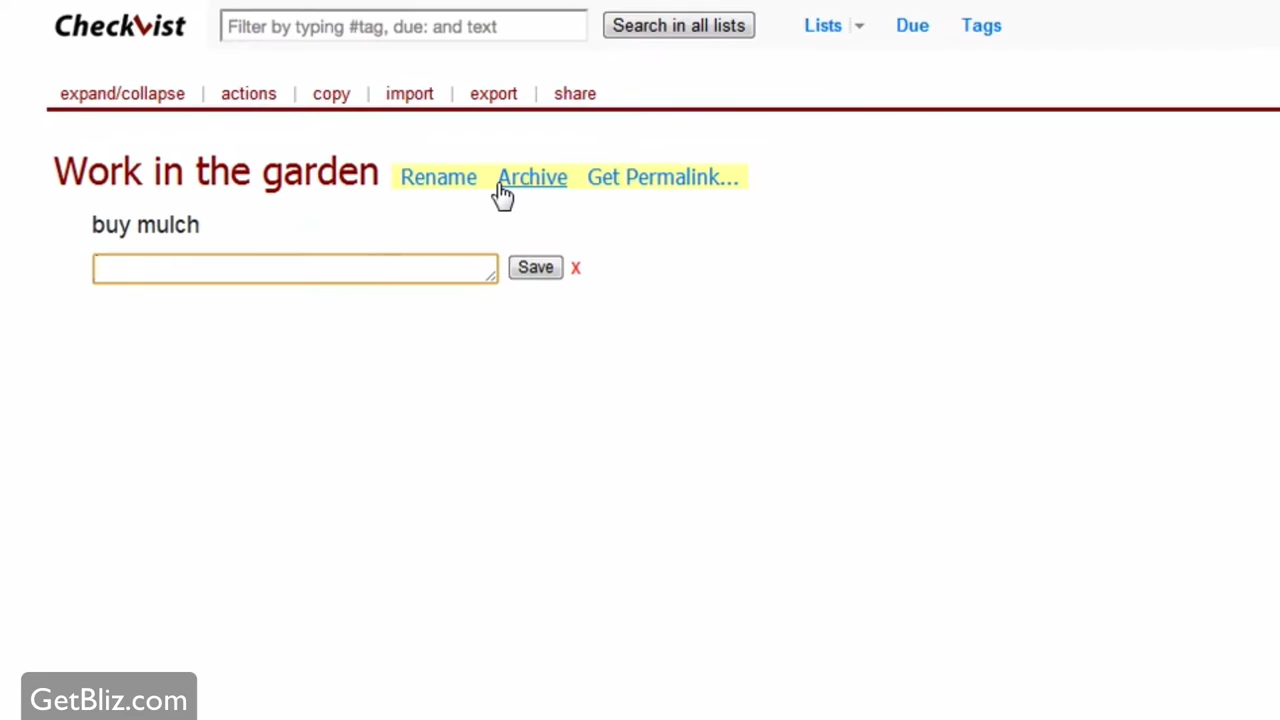 Checkvist Filter by typing #tag, due: and text Search in all lists Lists Due Tags
expand/collapse | actions | copy | import | export | share
Work in the garden Rename Archive Get Permalink...
buy mulch
Save x
GetBliz.com